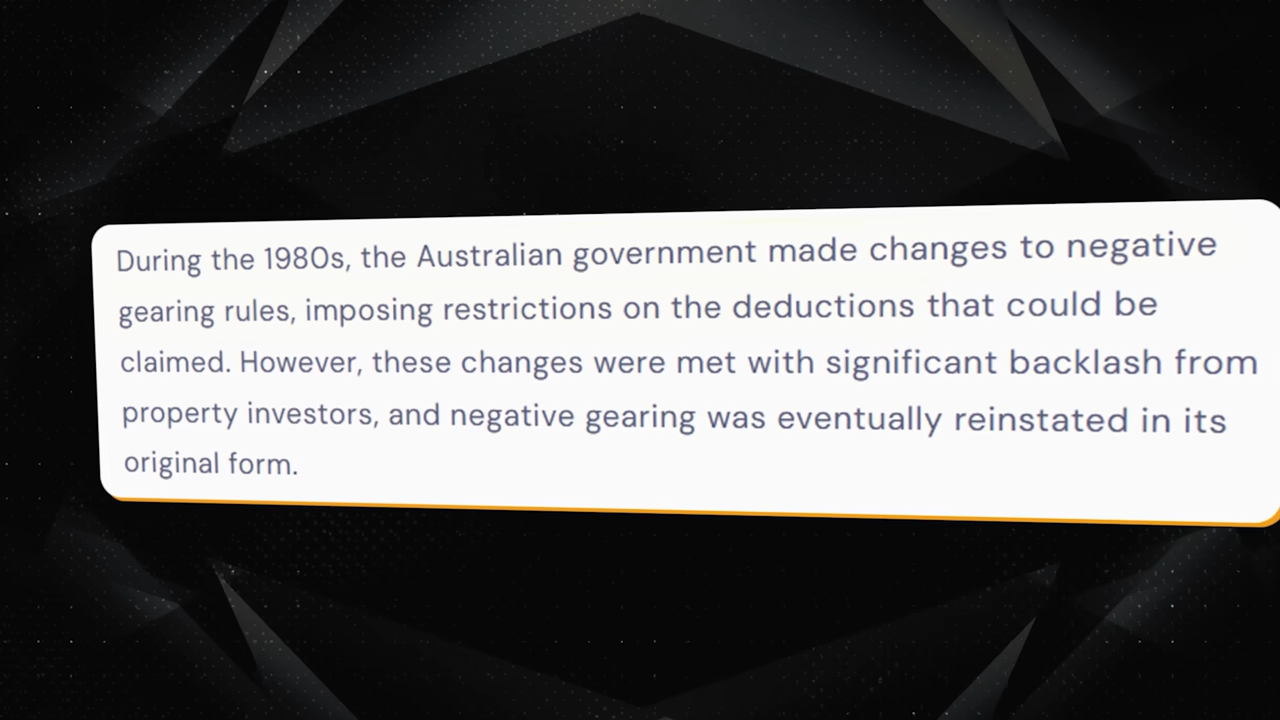 During the 1980s, the Australian government made changes to negative
gearing rules, imposing restrictions on the deductions that could be
claimed. However, these changes were met with significant backlash from
property investors, and negative gearing was eventually reinstated in its
original form.